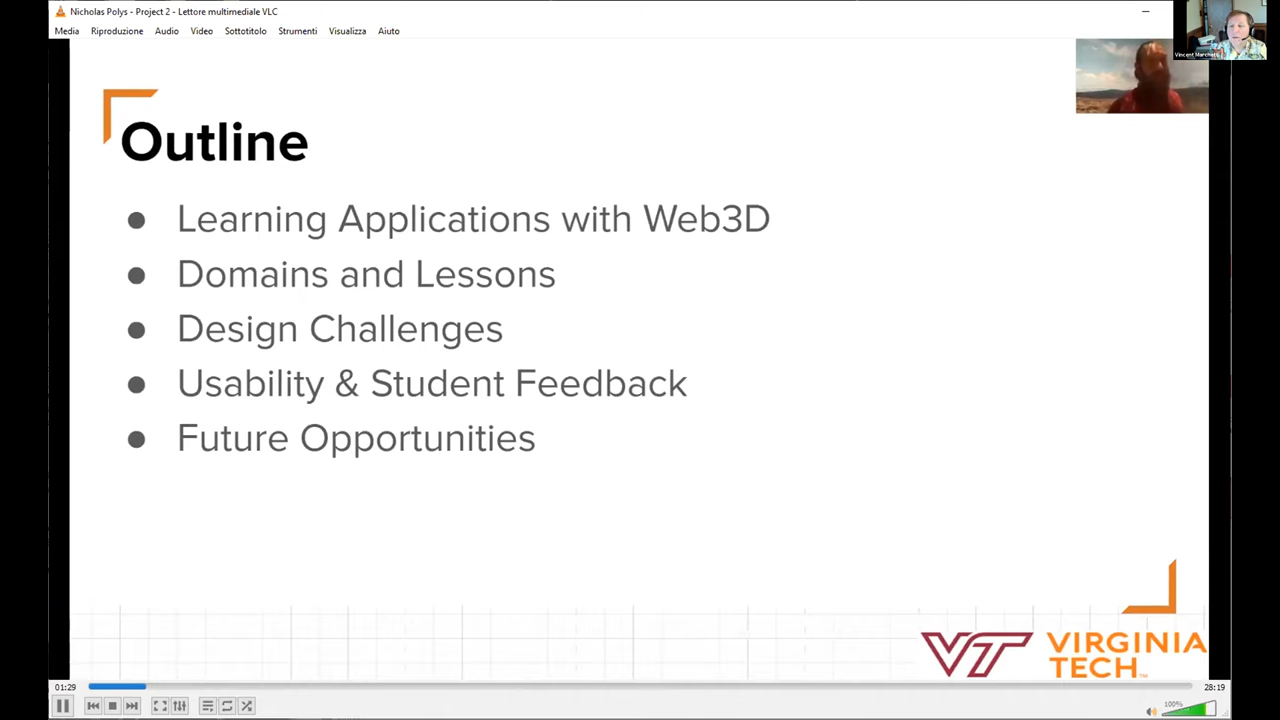 Nicholas Polys - Project 2 - Lettore multimediale VLC
Media Riproduzione Audio Video Sottotitolo Strumenti Visualizza Aiuto
Vincent Marchetti
Outline
● Learning Applications with Web3D
● Domains and Lessons
● Design Challenges
● Usability & Student Feedback
● Future Opportunities
VT VIRGINIA
TECH™
01:29
28:19
100%